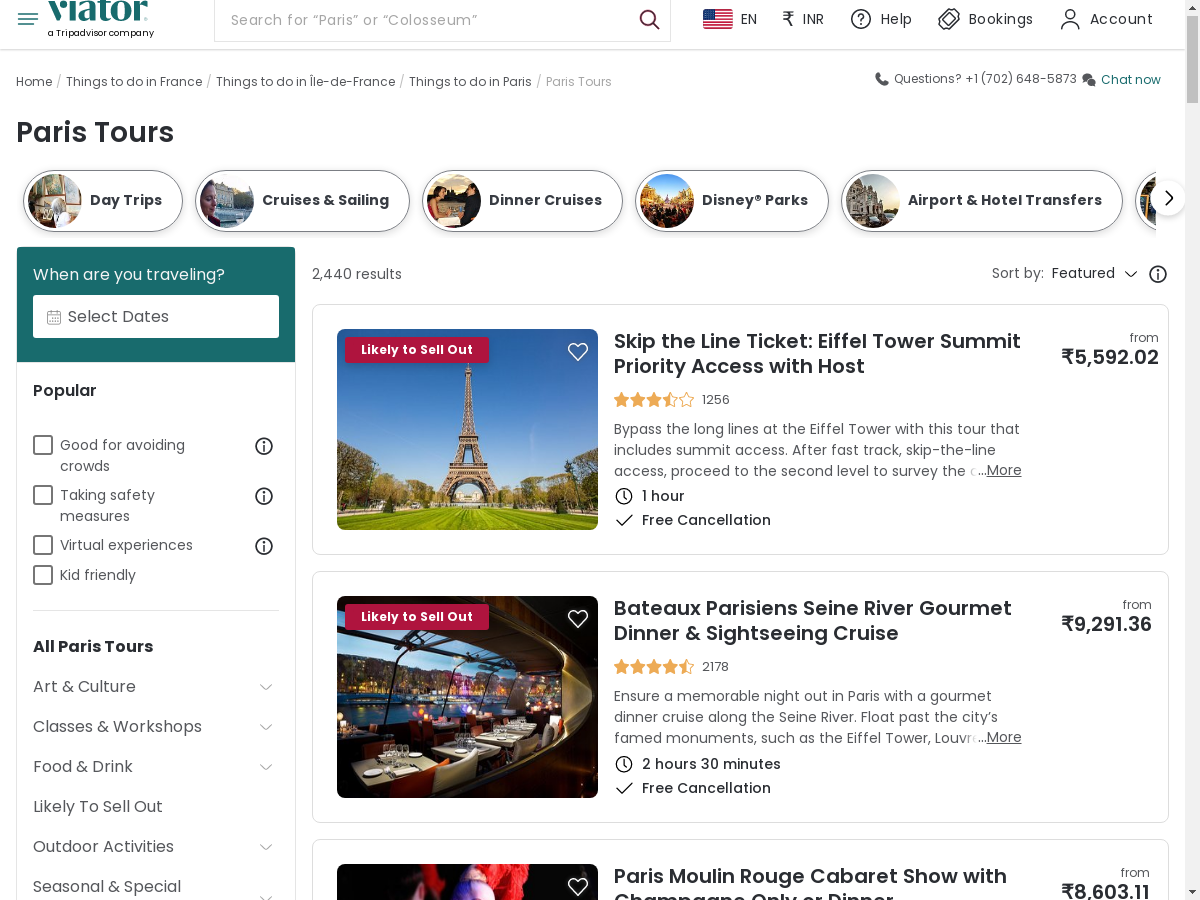 viator
a Tripadvisor company
Search for “Paris” or “Colosseum”
EN
₹ INR
Help
Bookings
Account
Home / Things to do in France / Things to do in Île-de-France / Things to do in Paris / Paris Tours
Questions? +1 (702) 648-5873
Chat now
Paris Tours
Day Trips
Cruises & Sailing
Dinner Cruises
Disney® Parks
Airport & Hotel Transfers
When are you traveling?
Select Dates
Popular
Good for avoiding
crowds
Taking safety
measures
Virtual experiences
Kid friendly
All Paris Tours
Art & Culture
Classes & Workshops
Food & Drink
Likely To Sell Out
Outdoor Activities
Seasonal & Special
2,440 results
Sort by: Featured
Likely to Sell Out
Skip the Line Ticket: Eiffel Tower Summit
Priority Access with Host
1256
Bypass the long lines at the Eiffel Tower with this tour that
includes summit access. After fast track, skip-the-line
access, proceed to the second level to survey the ...More
1 hour
Free Cancellation
from
₹5,592.02
Likely to Sell Out
Bateaux Parisiens Seine River Gourmet
Dinner & Sightseeing Cruise
2178
Ensure a memorable night out in Paris with a gourmet
dinner cruise along the Seine River. Float past the city’s
famed monuments, such as the Eiffel Tower, Louvre ...More
2 hours 30 minutes
Free Cancellation
from
₹9,291.36
Paris Moulin Rouge Cabaret Show with
Champagne Only or Dinner
from
₹8,603.11